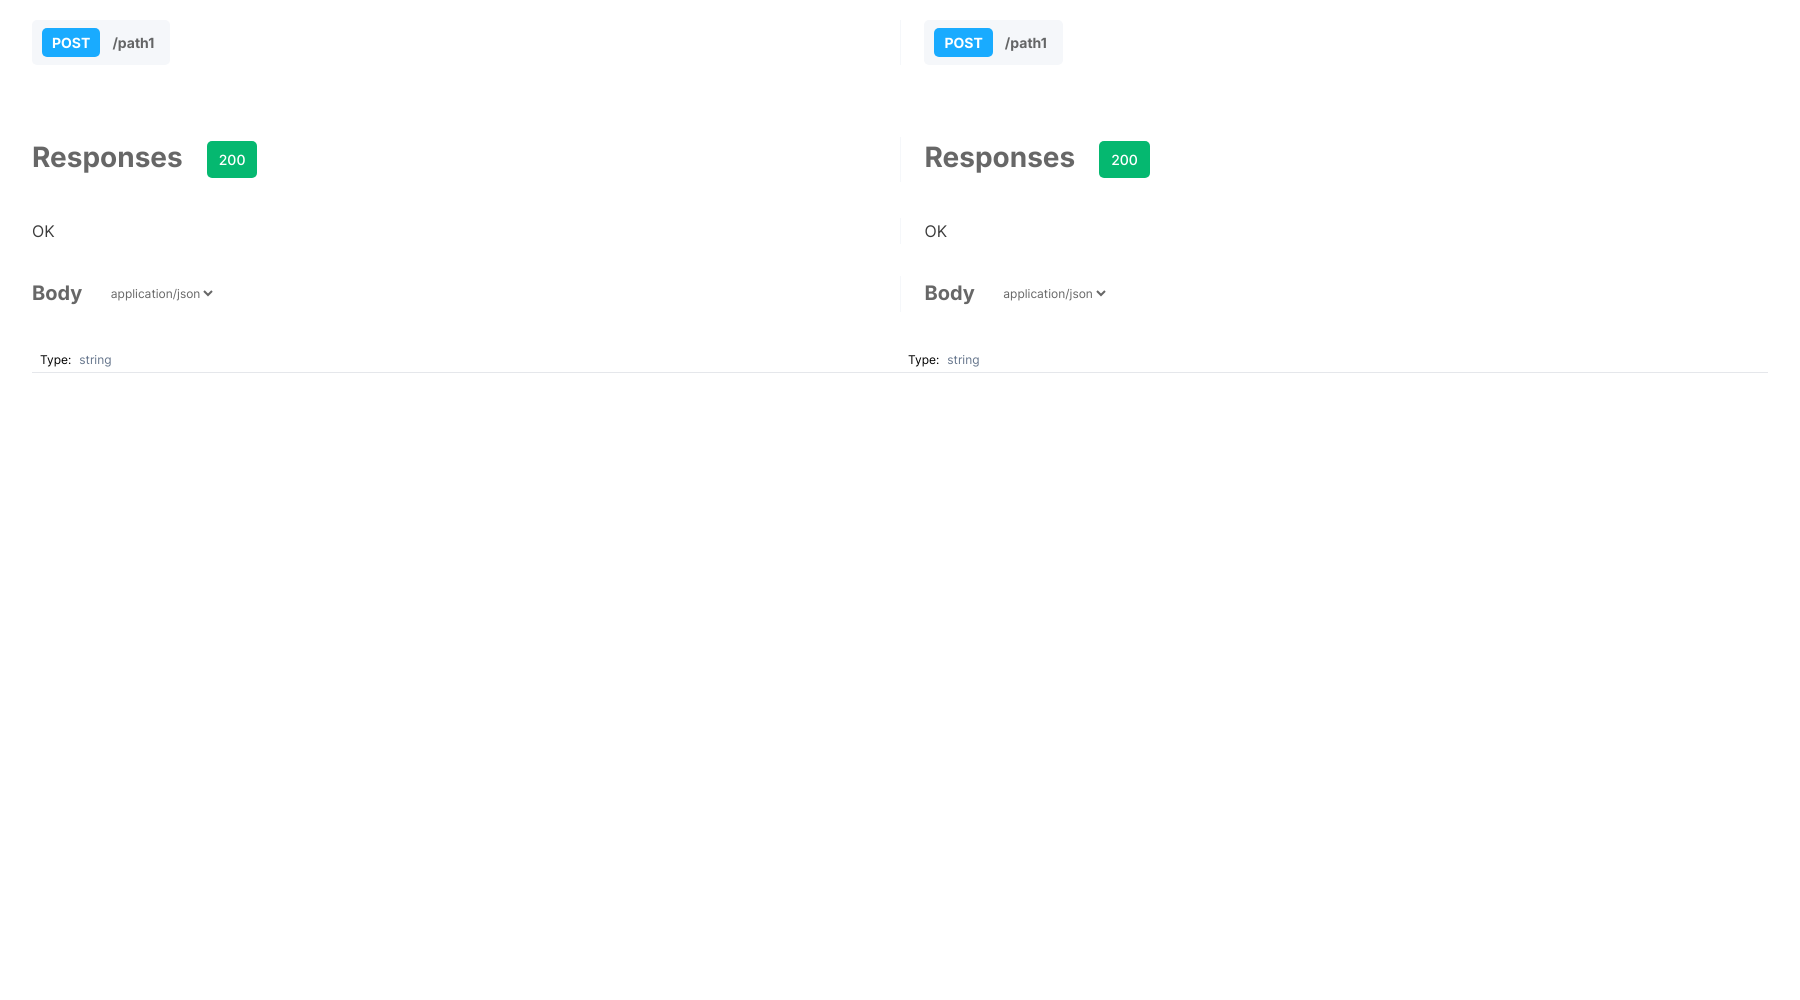 POST /path1
Responses 200
OK
Body application/json
Type: string
POST /path1
Responses 200
OK
Body application/json
Type: string